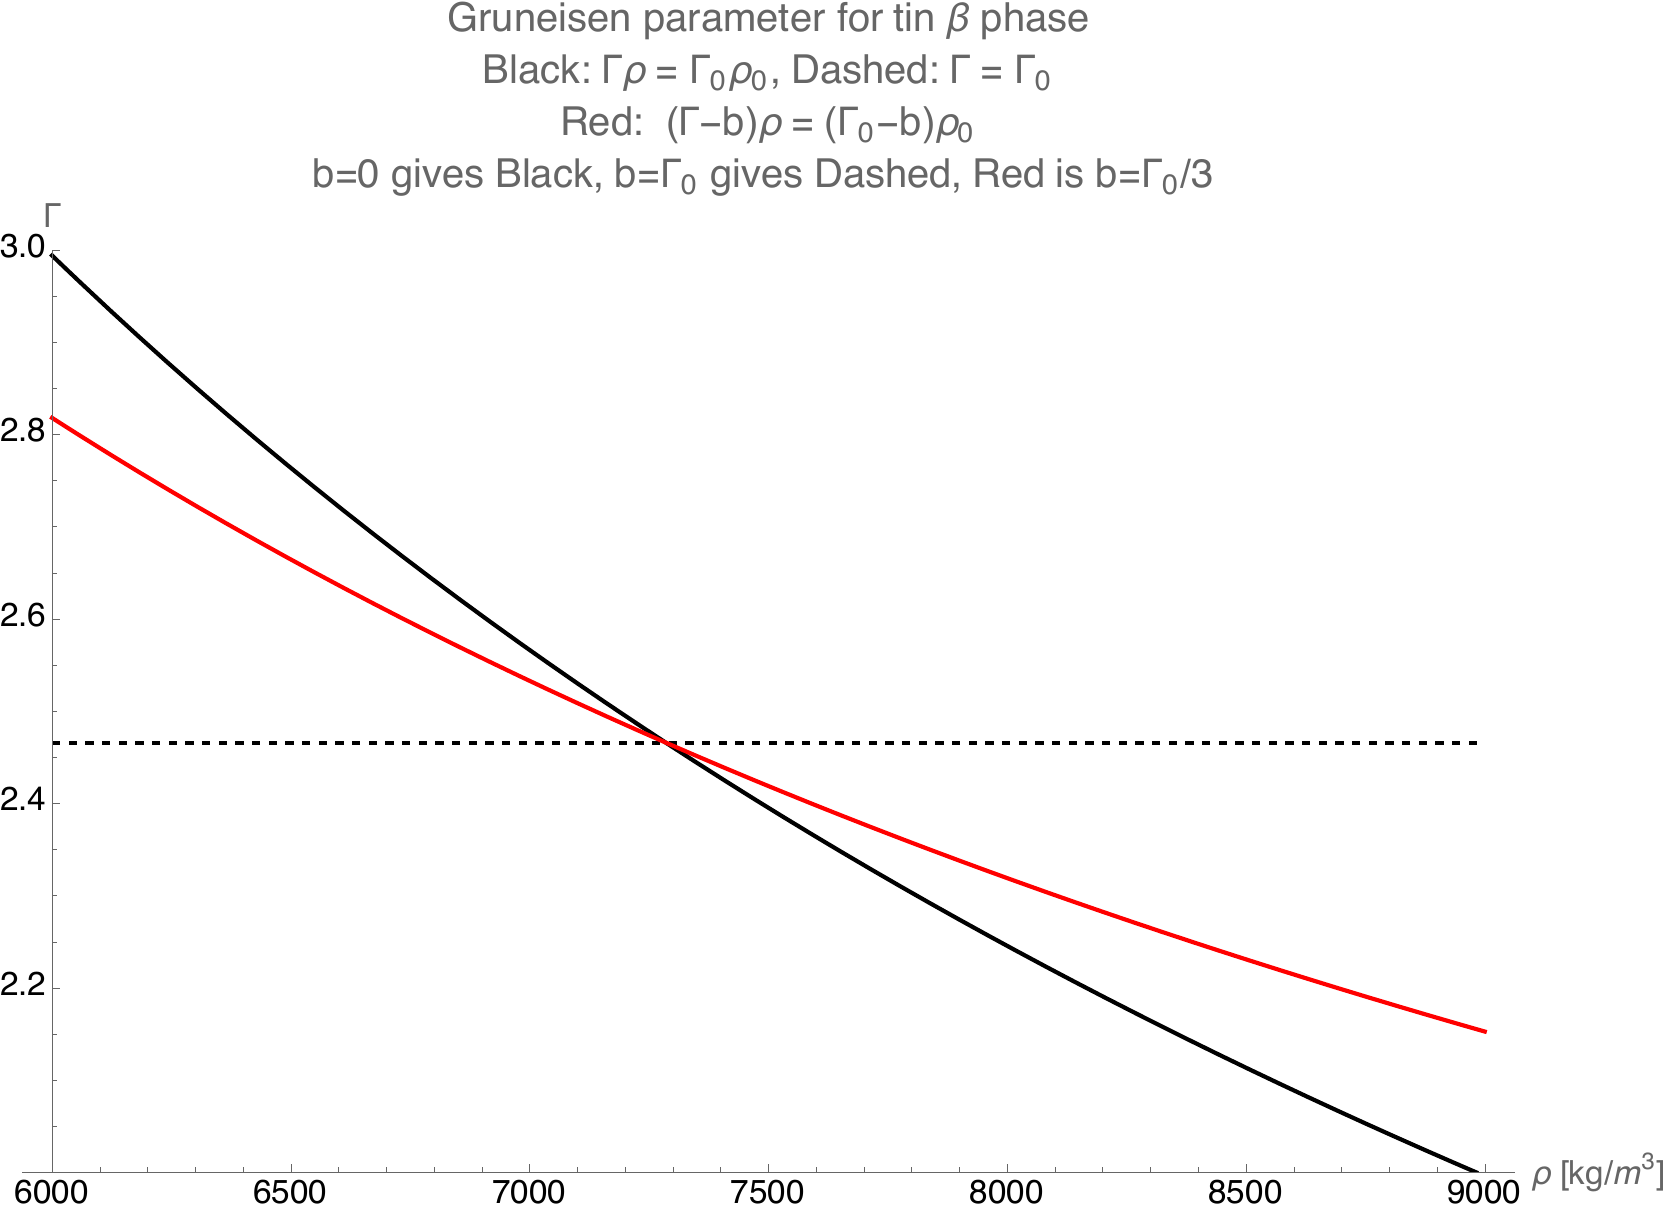 Gruneisen parameter for tin β phase
Black: Γρ = Γ₀ρ₀, Dashed: Γ = Γ₀
Red: (Γ−b)ρ = (Γ₀−b)ρ₀
b=0 gives Black, b=Γ₀ gives Dashed, Red is b=Γ₀/3
Γ
3.0
2.8
2.6
2.4
2.2
6000 6500 7000 7500 8000 8500 9000 ρ [kg/m³]